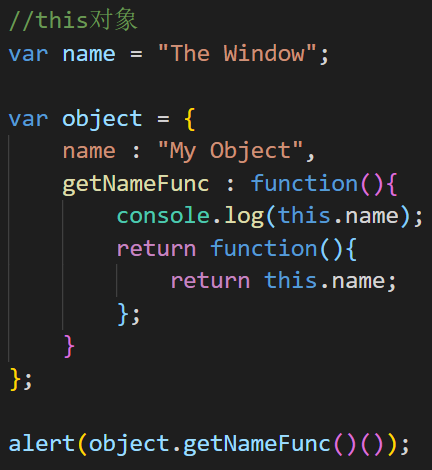 //this对象
var name = "The Window";
var object = {
name : "My Object",
getNameFunc : function(){
console.log(this.name);
return function(){
return this.name;
};
}
};
alert(object.getNameFunc()());